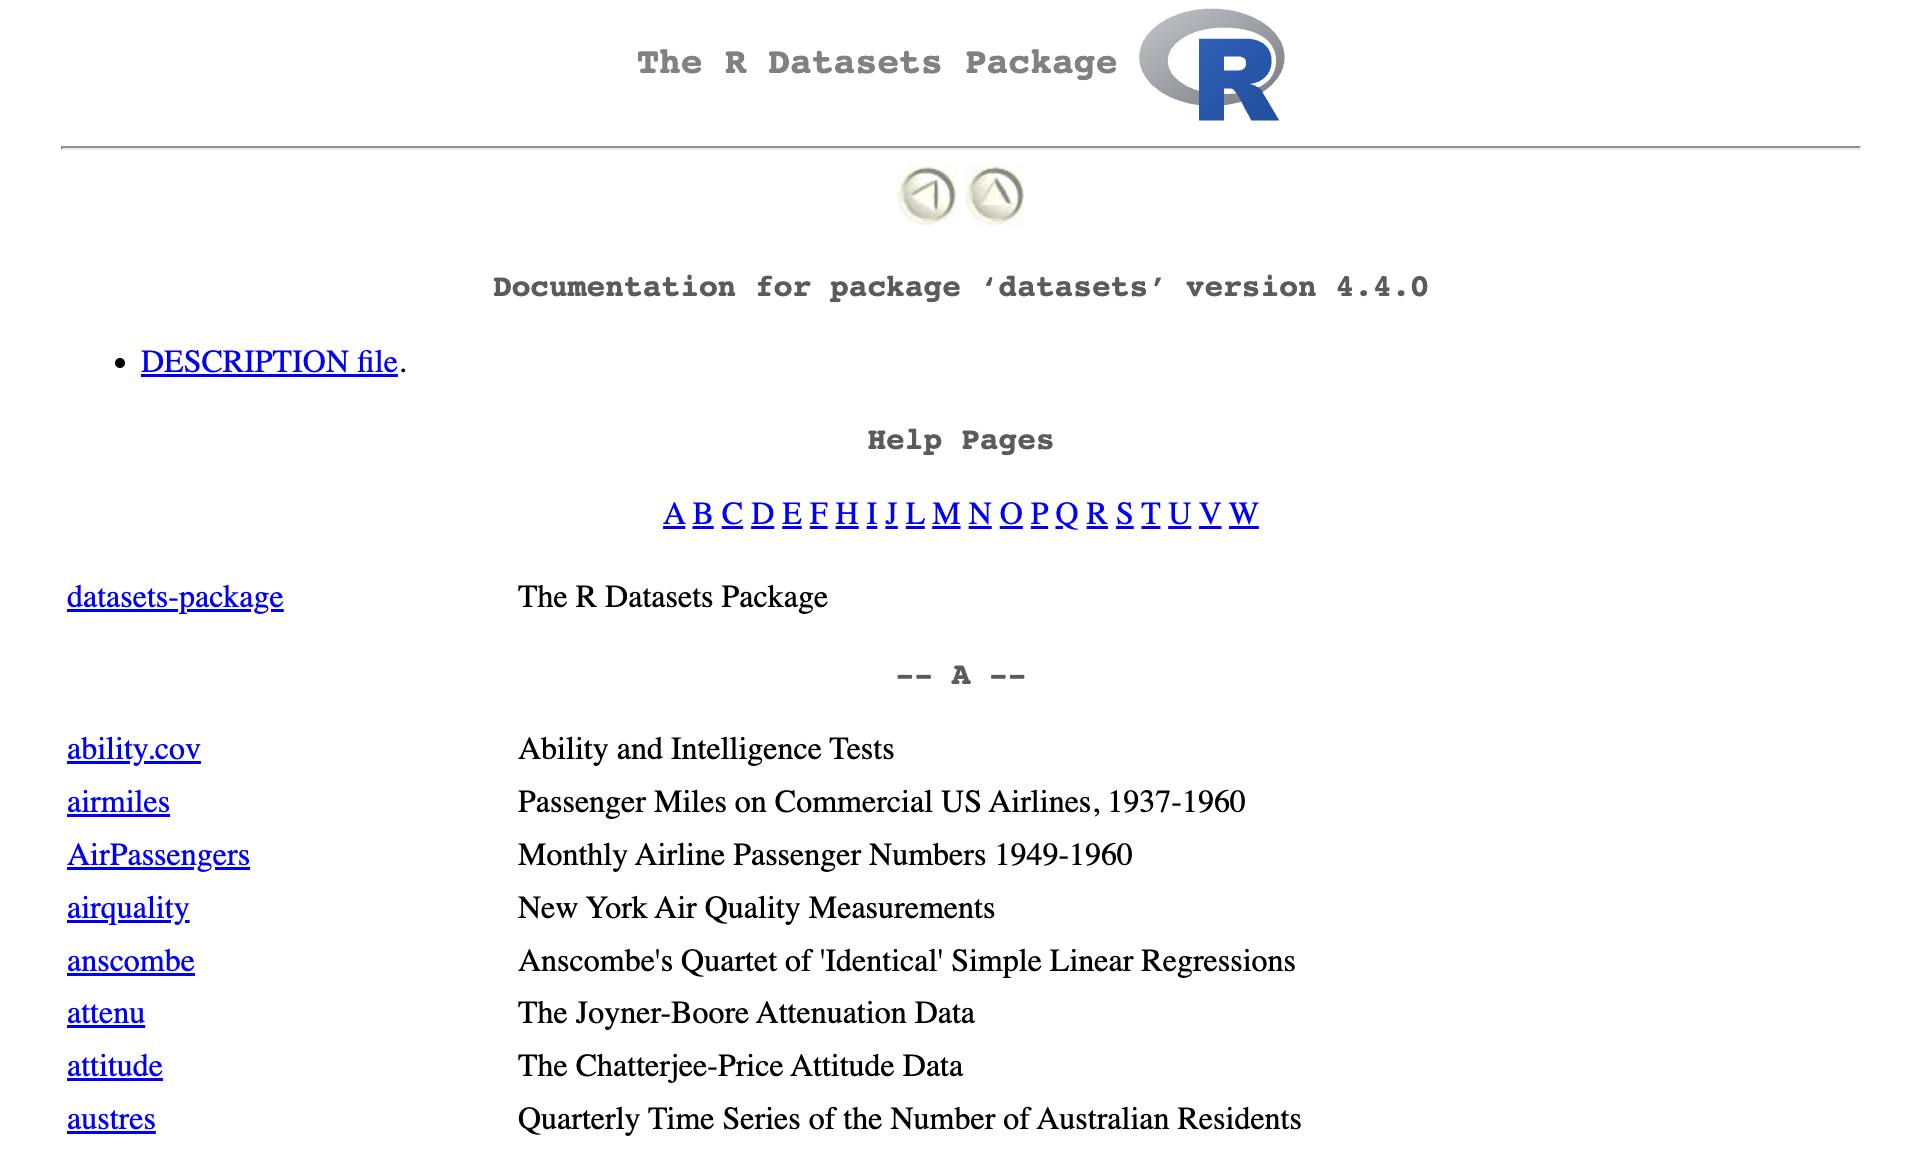 The R Datasets Package R
Documentation for package ‘datasets’ version 4.4.0
DESCRIPTION file.
Help Pages
A B C D E F H I J L M N O P Q R S T U V W
datasets-package The R Datasets Package
-- A --
ability.cov Ability and Intelligence Tests
airmiles Passenger Miles on Commercial US Airlines, 1937-1960
AirPassengers Monthly Airline Passenger Numbers 1949-1960
airquality New York Air Quality Measurements
anscombe Anscombe's Quartet of 'Identical' Simple Linear Regressions
attenu The Joyner-Boore Attenuation Data
attitude The Chatterjee-Price Attitude Data
austres Quarterly Time Series of the Number of Australian Residents